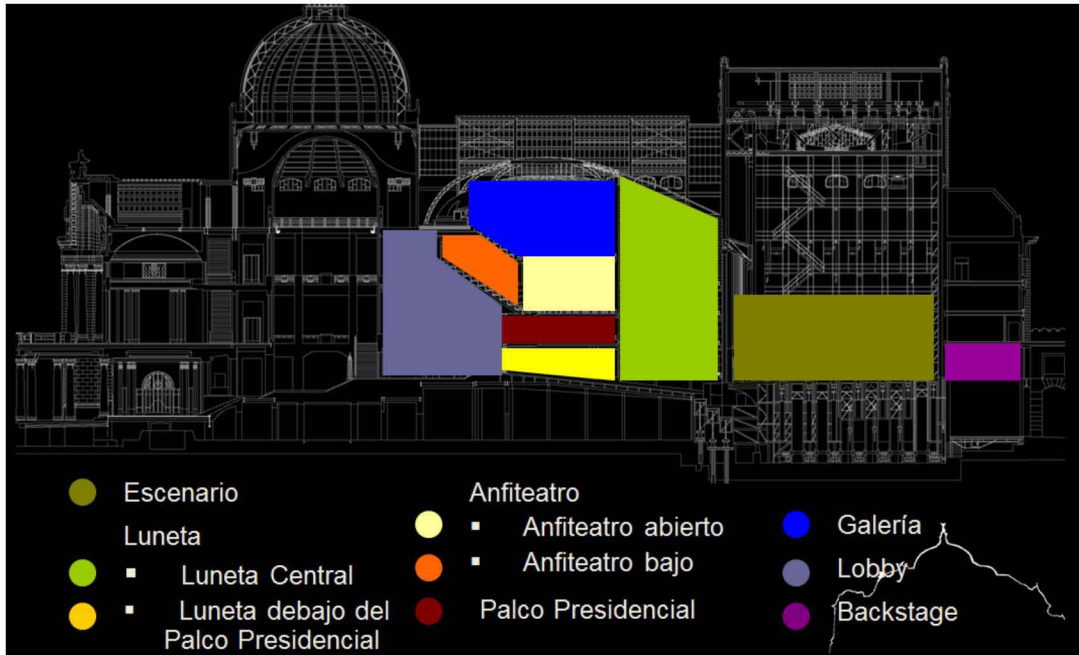 Escenario
Luneta
▪ Luneta Central
▪ Luneta debajo del
Palco Presidencial
Anfiteatro
▪ Anfiteatro abierto
▪ Anfiteatro bajo
Palco Presidencial
Galería
Lobby
Backstage